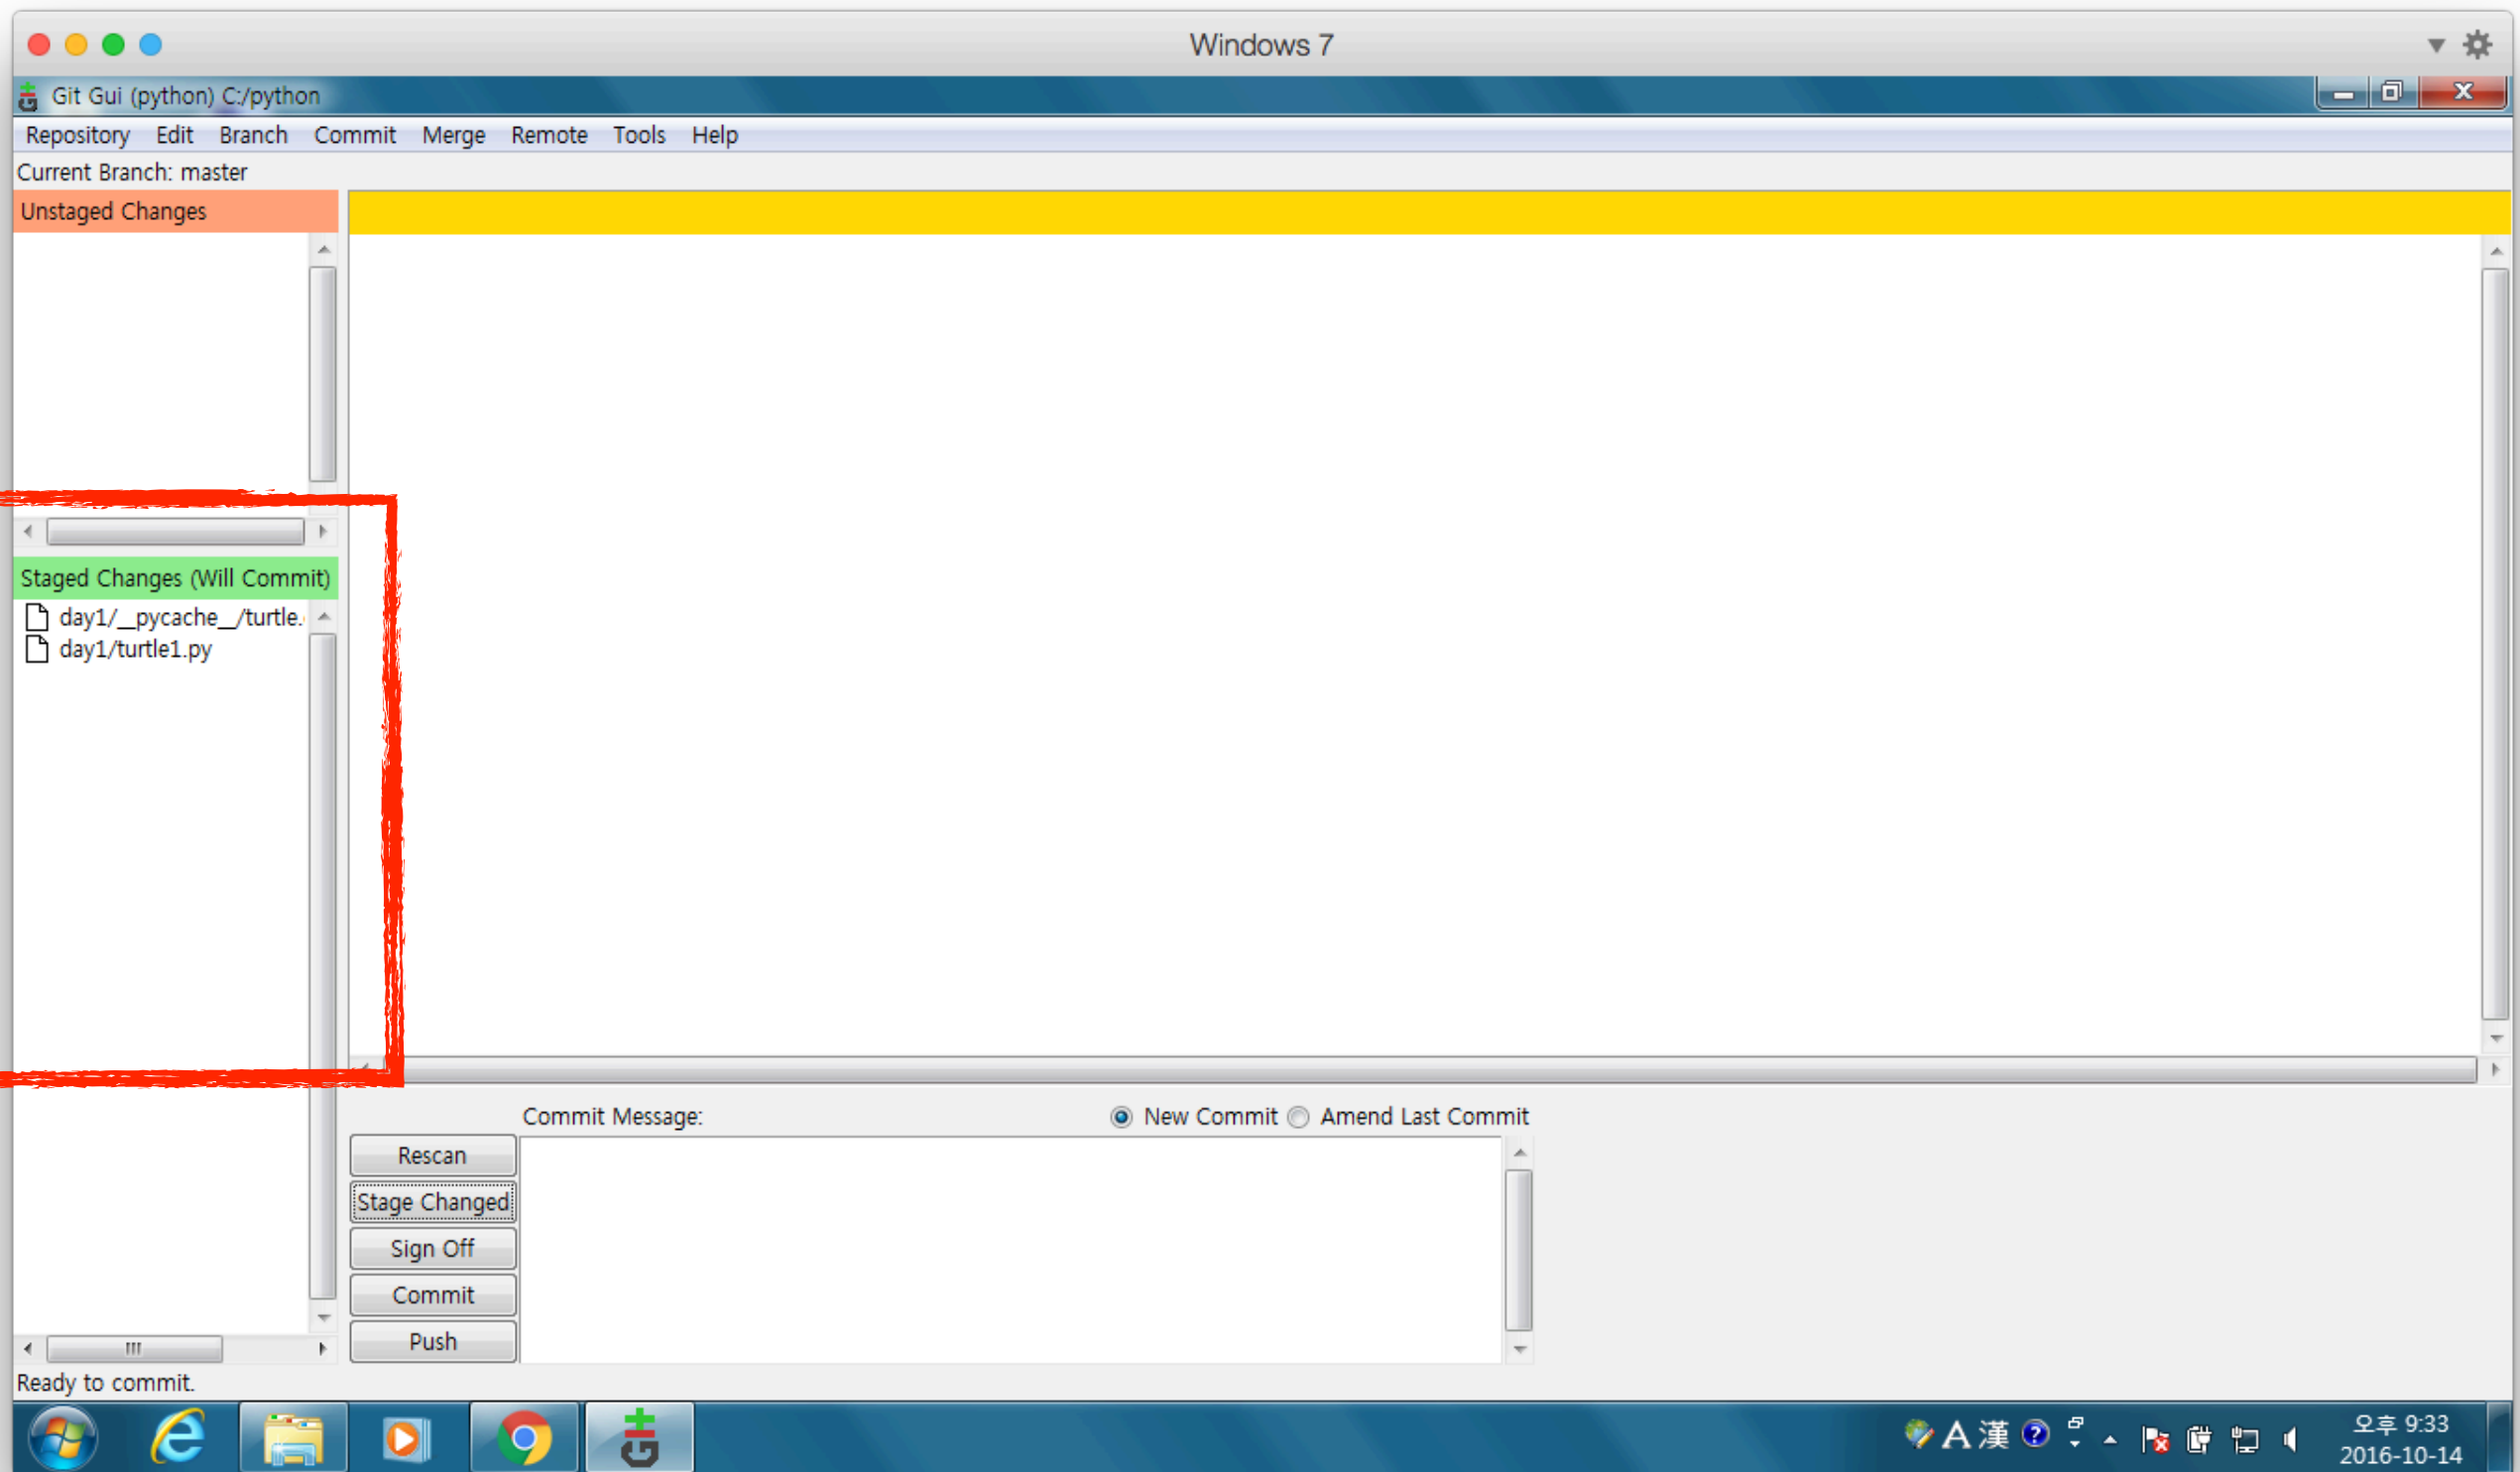 Windows 7
Git Gui (python) C:/python
Repository Edit Branch Commit Merge Remote Tools Help
Current Branch: master
Unstaged Changes
Staged Changes (Will Commit)
day1/__pycache__/turtle.
day1/turtle1.py
Commit Message: New Commit Amend Last Commit
Rescan
Stage Changed
Sign Off
Commit
Push
Ready to commit.
A 漢 오후 9:33
2016-10-14